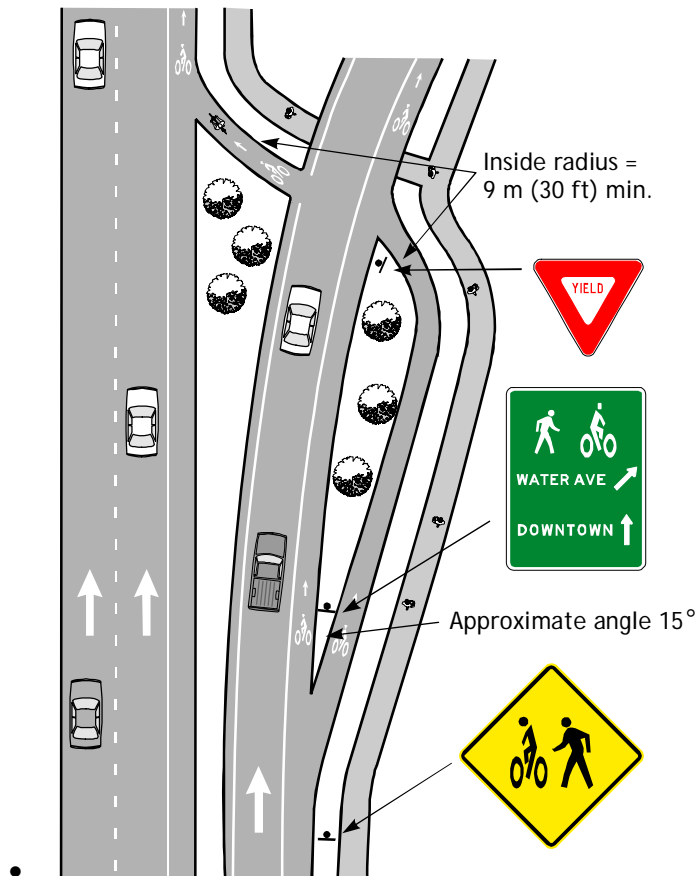 Inside radius =
9 m (30 ft) min.
YIELD
WATER AVE
DOWNTOWN
Approximate angle 15°